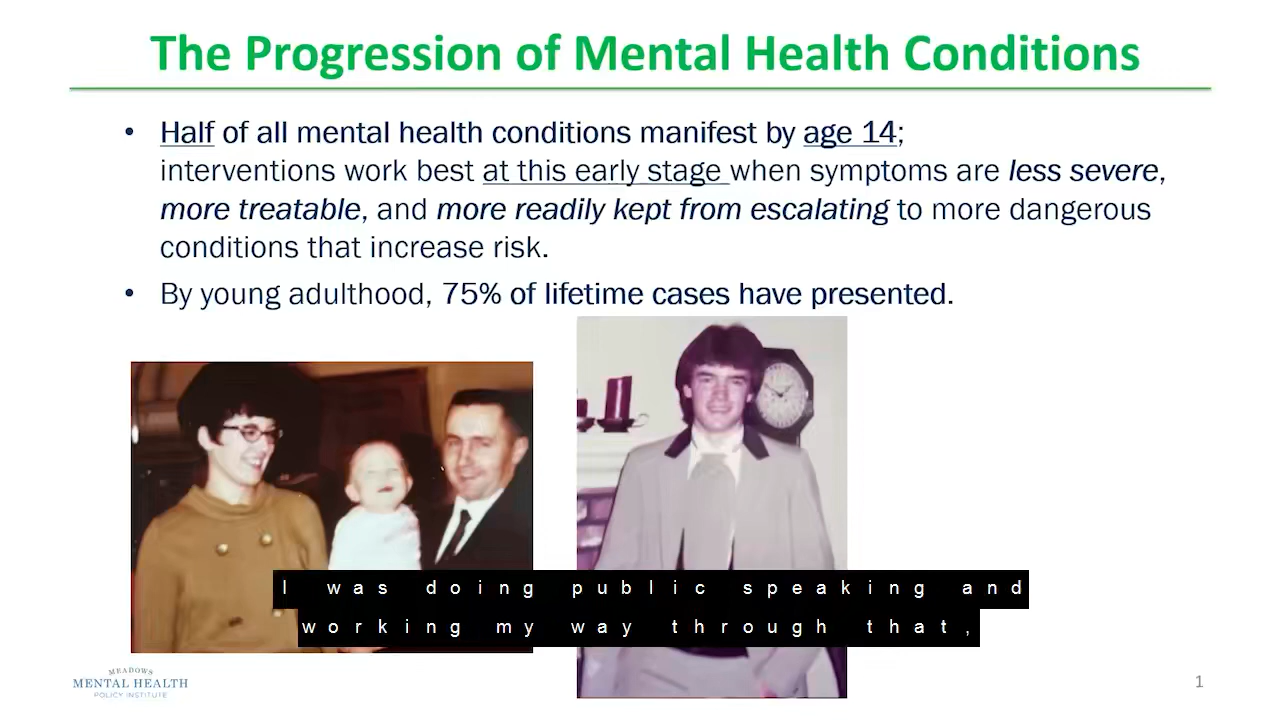 The Progression of Mental Health Conditions
• Half of all mental health conditions manifest by age 14;
interventions work best at this early stage when symptoms are less severe,
more treatable, and more readily kept from escalating to more dangerous
conditions that increase risk.
• By young adulthood, 75% of lifetime cases have presented.
I was doing public speaking and
working my way through that,
MEADOWS
MENTAL HEALTH
POLICY INSTITUTE
1